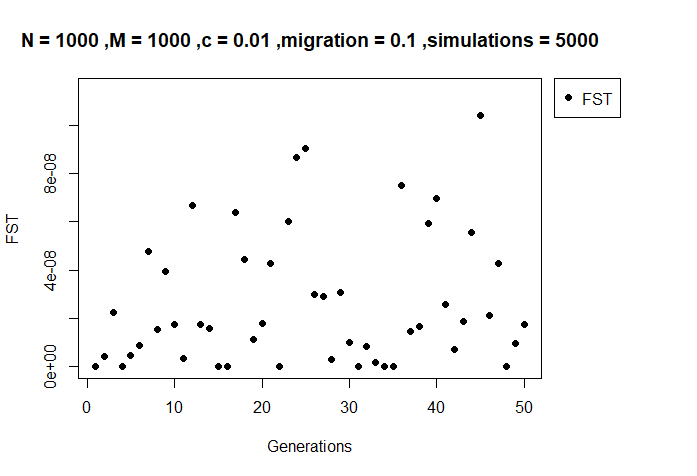 N = 1000 ,M = 1000 ,c = 0.01 ,migration = 0.1 ,simulations = 5000
FST
8e-08
4e-08
0e+00
FST
0 10 20 30 40 50
Generations